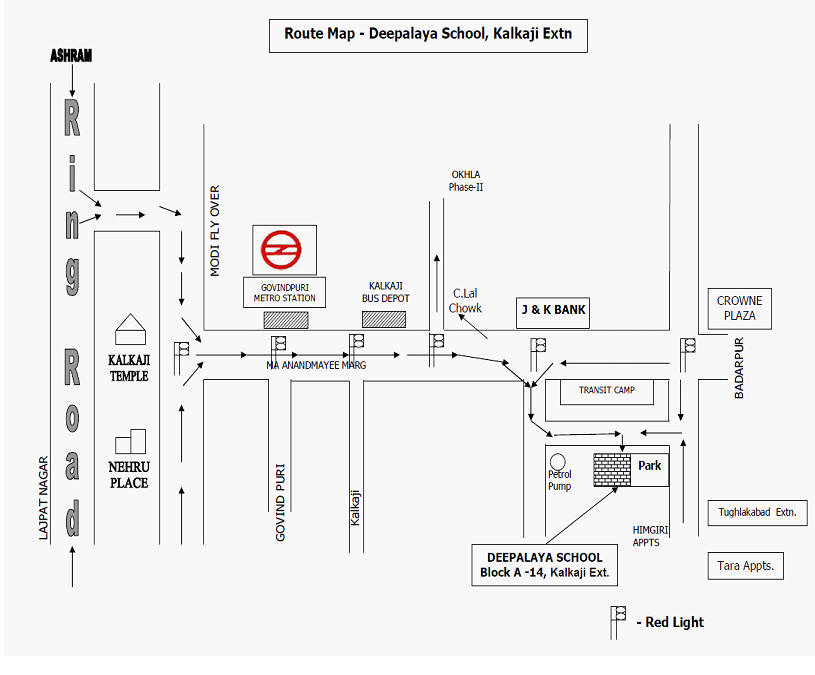 Route Map - Deepalaya School, Kalkaji Extn
ASHRAM
Ring Road
LAJPAT NAGAR
MODI FLY OVER
GOVINDPURI
METRO STATION
KALKAJI
BUS DEPOT
OKHLA
Phase-II
C.Lal
Chowk
J & K BANK
CROWNE
PLAZA
BADARPUR
KALKAJI
TEMPLE
MA ANANDMAYEE MARG
TRANSIT CAMP
NEHRU
PLACE
GOVIND PURI
Kalkaji
Petrol
Pump
Park
HIMGIRI
APPTS
Tughlakabad Extn.
DEEPALAYA SCHOOL
Block A -14, Kalkaji Ext.
Tara Appts.
- Red Light